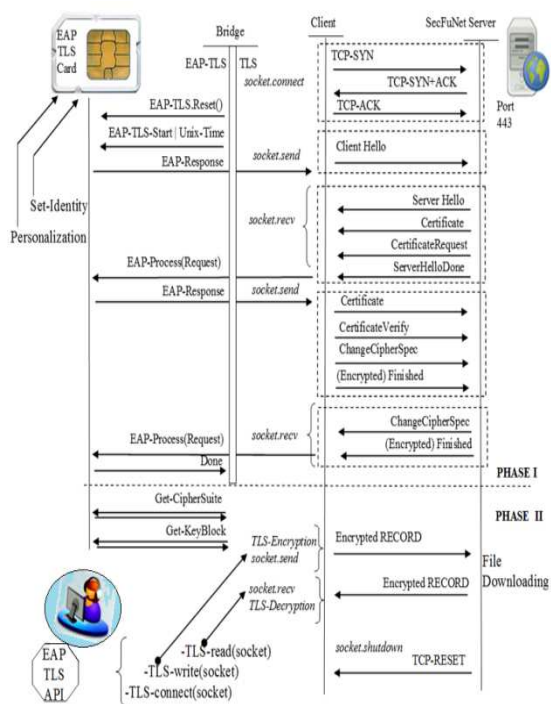 Client
SecFuNet Server
Bridge
EAP
TLS
Card
EAP-TLS
TLS
socket.connect
TCP-SYN
TCP-SYN+ACK
TCP-ACK
Port
443
EAP-TLS.Reset()
EAP-TLS-Start | Unix-Time
EAP-Response
socket.send
Client Hello
Set-Identity
Personalization
socket.recv
Server Hello
Certificate
CertificateRequest
ServerHelloDone
EAP-Process(Request)
EAP-Response
socket.send
Certificate
CertificateVerify
ChangeCipherSpec
(Encrypted) Finished
ChangeCipherSpec
EAP-Process(Request)
socket.recv
(Encrypted) Finished
Done
PHASE I
Get-CipherSuite
PHASE II
Get-KeyBlock
TLS-Encryption
socket.send
Encrypted RECORD
File
Downloading
socket.recv
TLS-Decryption
Encrypted RECORD
EAP
TLS
API
-TLS-read(socket)
-TLS-write(socket)
-TLS-connect(socket)
socket.shutdown
TCP-RESET